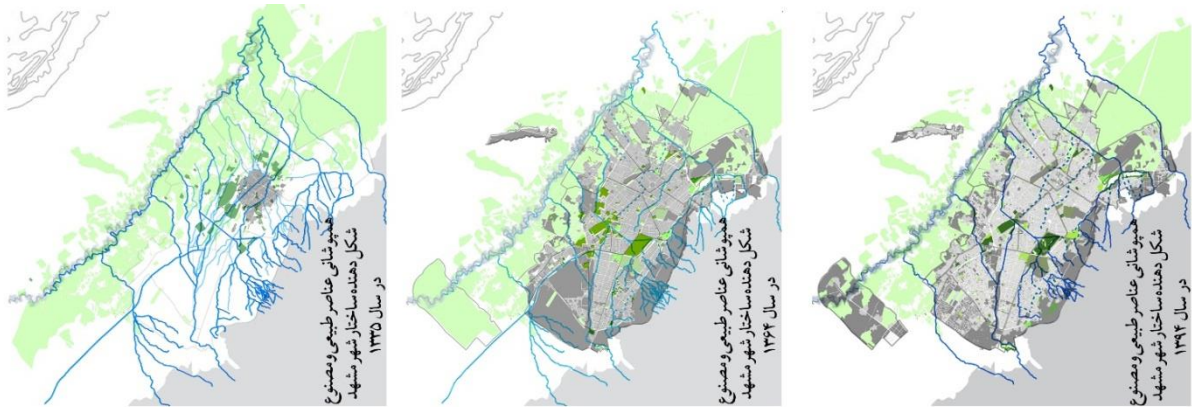 همپوشانی عناصر طبیعی و مصنوع
شکل دهنده ساختار شهر مشهد
در سال
۱۳۳۵
همپوشانی عناصر طبیعی و مصنوع
شکل دهنده ساختار شهر مشهد
در سال
۱۳۶۴
همپوشانی عناصر طبیعی و مصنوع
شکل دهنده ساختار شهر مشهد
در سال
۱۳۹۴